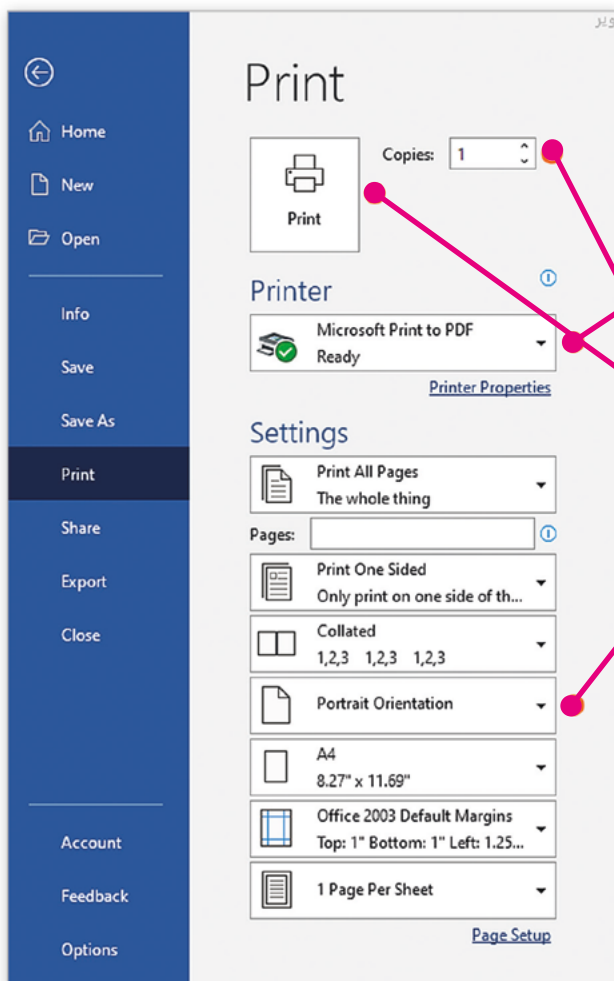 Print
Home
New
Open
Info
Save
Save As
Print
Share
Export
Close
Account
Feedback
Options
Copies: 1
Print
Printer
Microsoft Print to PDF
Ready
Printer Properties
Settings
Print All Pages
The whole thing
Pages:
Print One Sided
Only print on one side of th...
Collated
1,2,3 1,2,3 1,2,3
Portrait Orientation
A4
8.27" x 11.69"
Office 2003 Default Margins
Top: 1" Bottom: 1" Left: 1.25...
1 Page Per Sheet
Page Setup